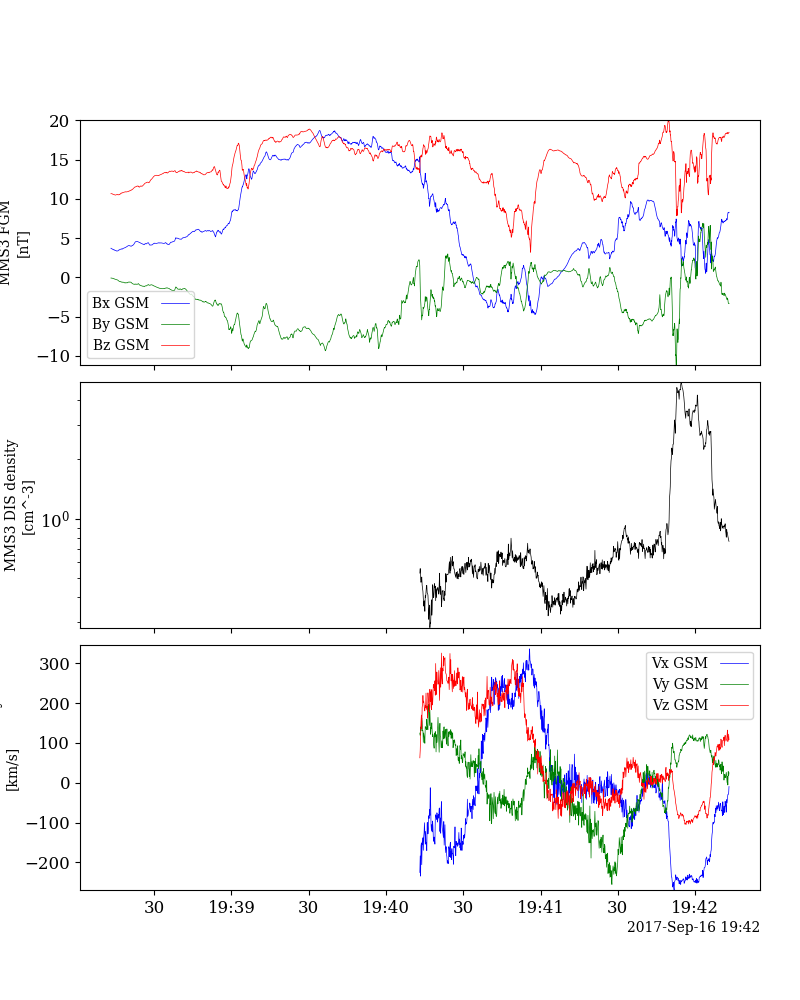 20
15
10
5
0
−5
−10
MMS3 FGM
[nT]
Bx GSM
By GSM
Bz GSM
10^0
MMS3 DIS density
[cm^-3]
300
200
100
0
−100
−200
[km/s]
Vx GSM
Vy GSM
Vz GSM
30 19:39 30 19:40 30 19:41 30 19:42
2017-Sep-16 19:42